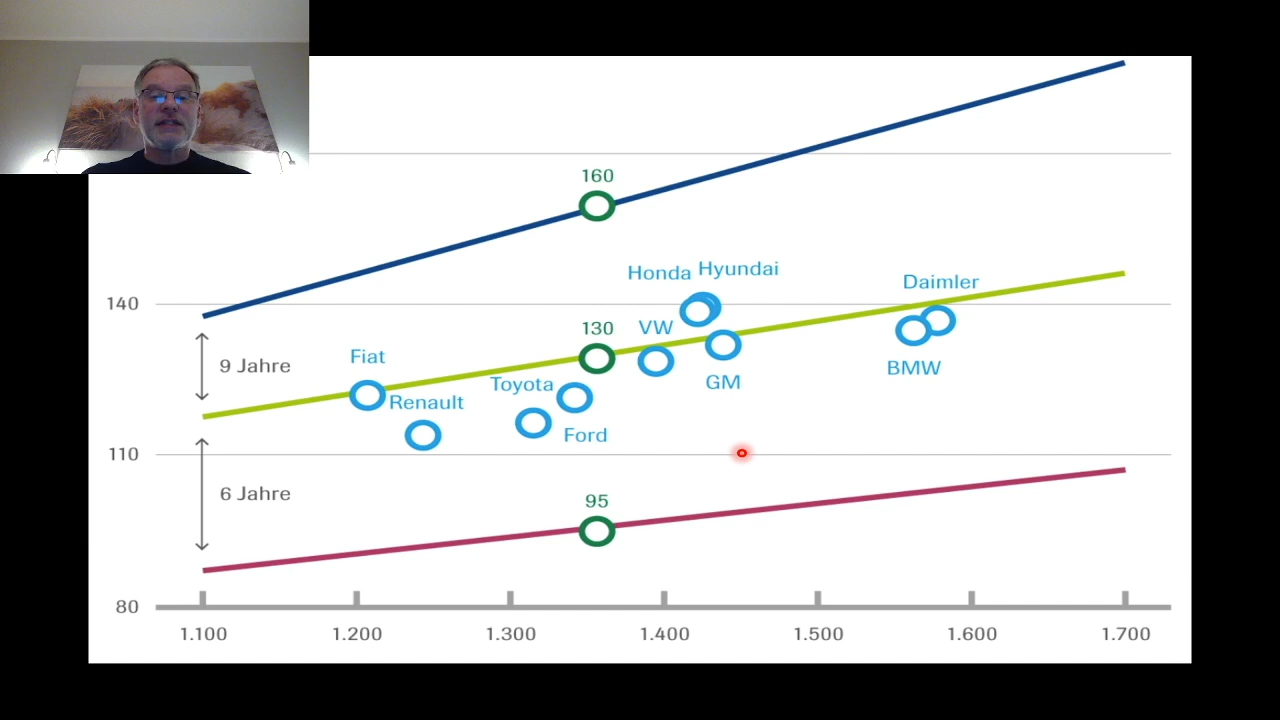 160
Honda Hyundai
Daimler
140
130
VW
Fiat
9 Jahre
BMW
Toyota
GM
Renault
Ford
110
6 Jahre
95
80
1.100 1.200 1.300 1.400 1.500 1.600 1.700